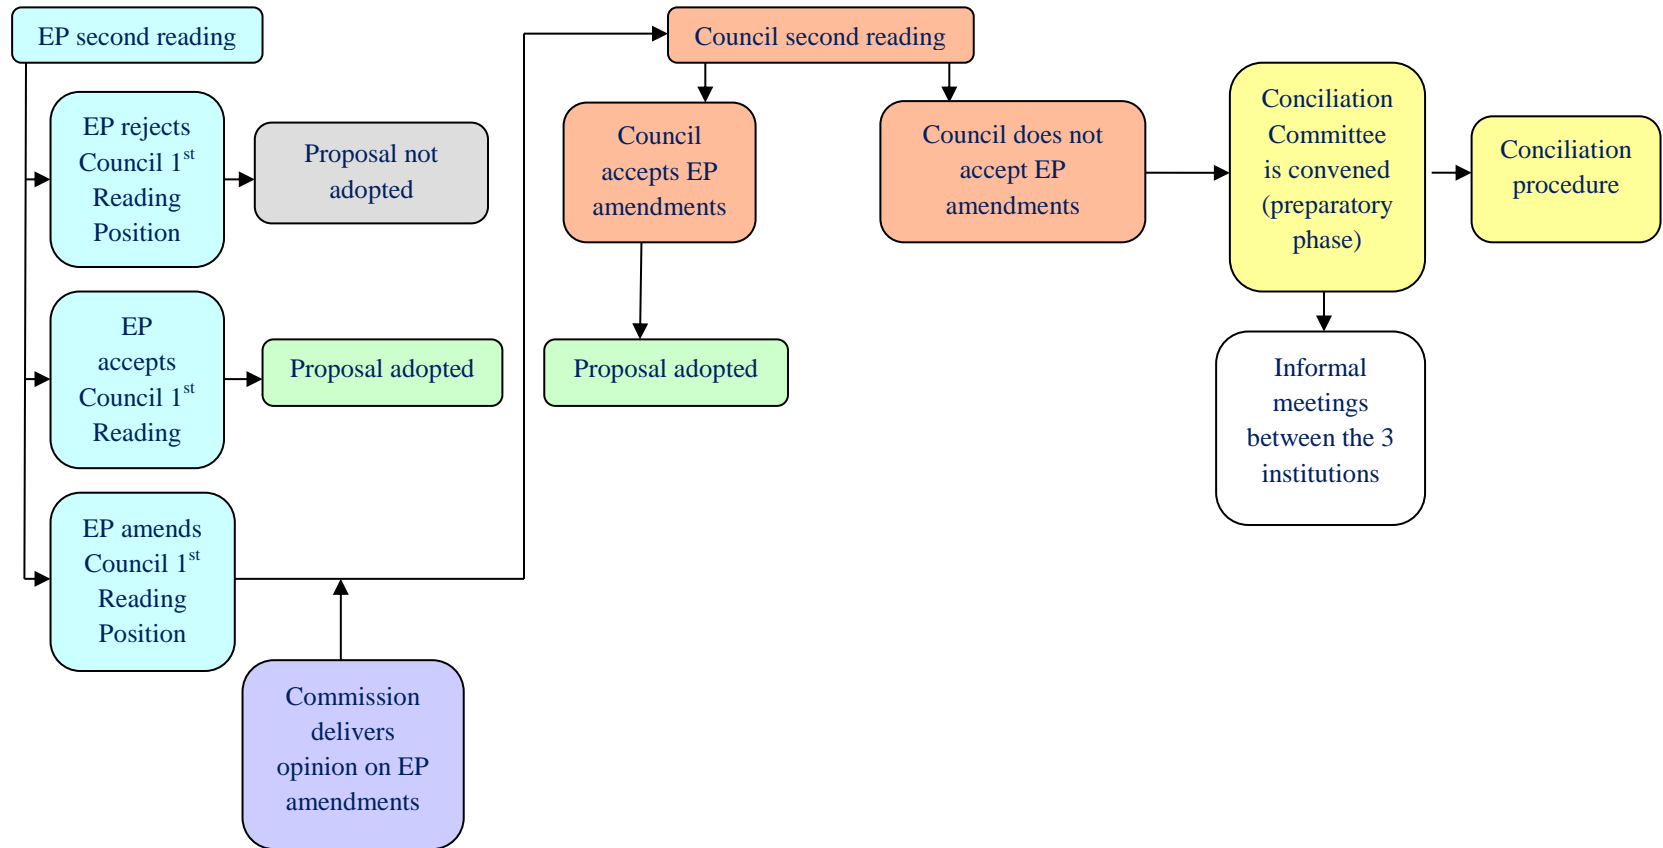 EP second reading
EP rejects
Council 1st
Reading
Position
Proposal not
adopted
EP
accepts
Council 1st
Reading
Proposal adopted
EP amends
Council 1st
Reading
Position
Commission
delivers
opinion on EP
amendments
Council second reading
Council
accepts EP
amendments
Proposal adopted
Council does not
accept EP
amendments
Conciliation
Committee
is convened
(preparatory
phase)
Informal
meetings
between the 3
institutions
Conciliation
procedure